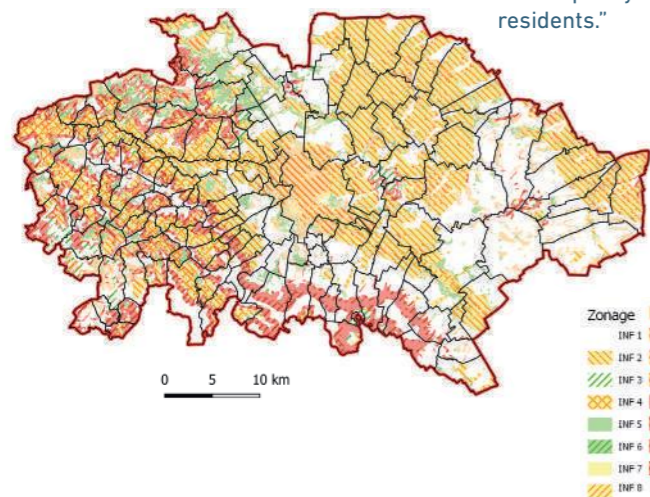 residents.”
0 5 10 km
Zonage
INF 1
INF 2
INF 3
INF 4
INF 5
INF 6
INF 7
INF 8